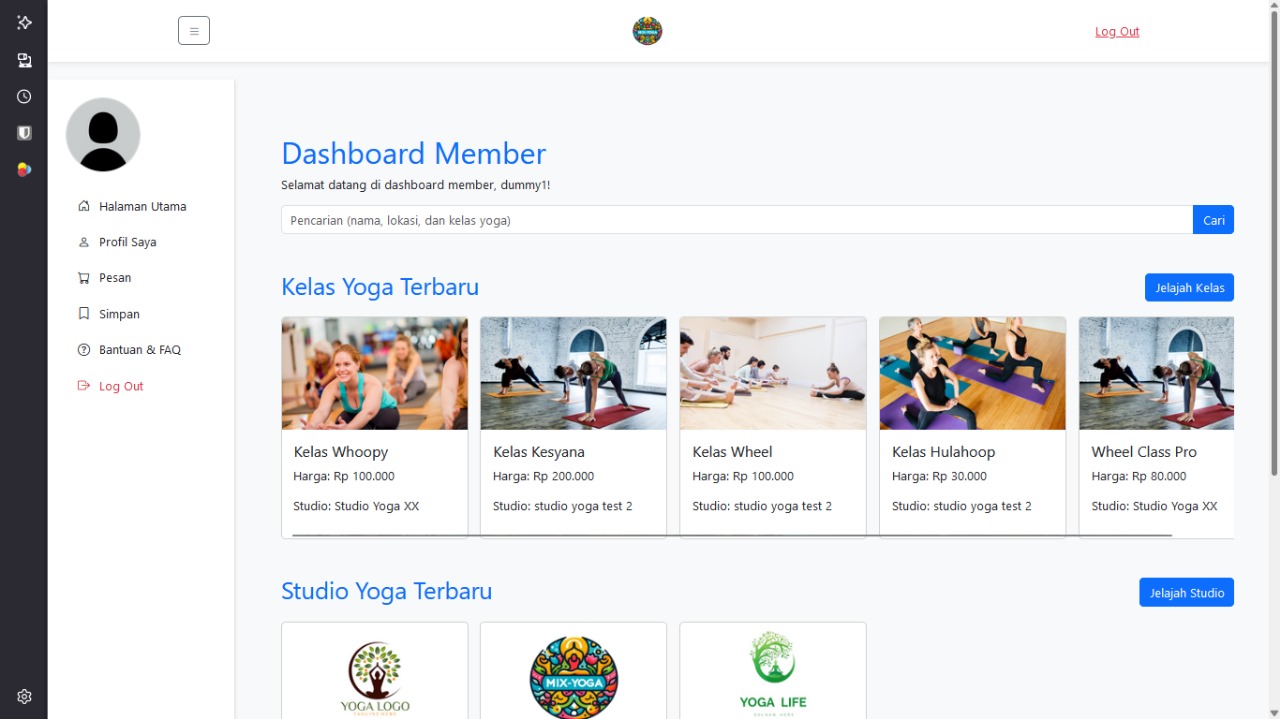 MIX-YOGA
Log Out
Halaman Utama
Profil Saya
Pesan
Simpan
Bantuan & FAQ
Log Out
Dashboard Member
Selamat datang di dashboard member, dummy1!
Pencarian (nama, lokasi, dan kelas yoga)
Cari
Kelas Yoga Terbaru
Jelajah Kelas
Kelas Whoopy
Harga: Rp 100.000
Studio: Studio Yoga XX
Kelas Kesyana
Harga: Rp 200.000
Studio: studio yoga test 2
Kelas Wheel
Harga: Rp 100.000
Studio: studio yoga test 2
Kelas Hulahoop
Harga: Rp 30.000
Studio: studio yoga test 2
Wheel Class Pro
Harga: Rp 80.000
Studio: Studio Yoga XX
Studio Yoga Terbaru
Jelajah Studio
YOGA LOGO
MIX-YOGA
YOGA LIFE